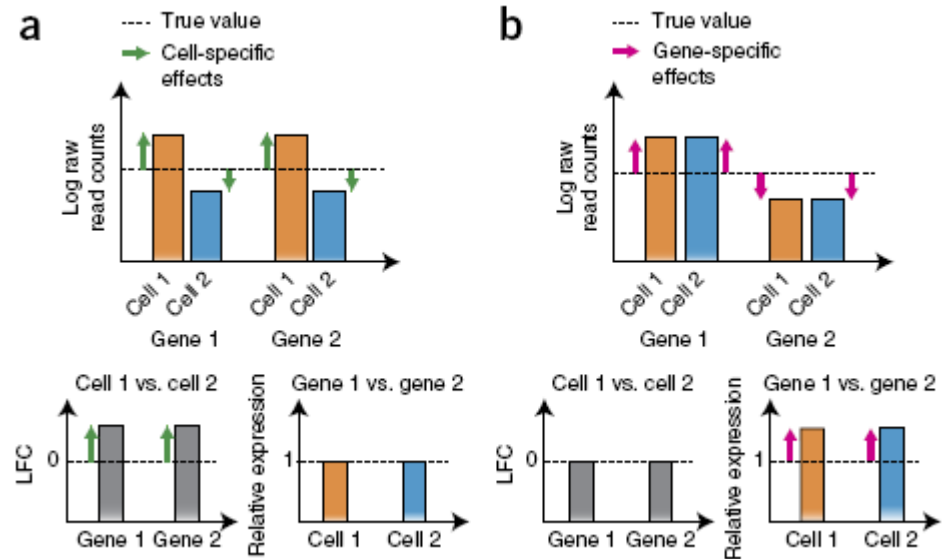 a
True value
Cell-specific
effects
Log raw
read counts
Cell 1
Cell 2
Cell 1
Cell 2
Gene 1
Gene 2
Cell 1 vs. cell 2
LFC
0
Gene 1
Gene 2
Gene 1 vs. gene 2
Relative expression
1
Cell 1
Cell 2
b
True value
Gene-specific
effects
Log raw
read counts
Cell 1
Cell 2
Cell 1
Cell 2
Gene 1
Gene 2
Cell 1 vs. cell 2
LFC
0
Gene 1
Gene 2
Gene 1 vs. gene 2
Relative expression
1
Cell 1
Cell 2